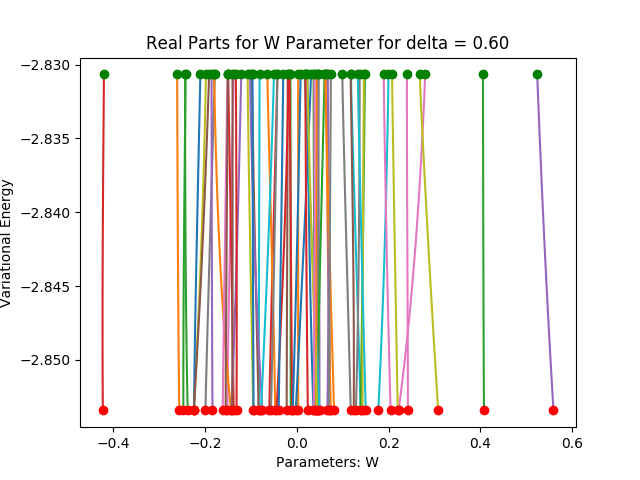 Real Parts for W Parameter for delta = 0.60
Variational Energy
−2.830
−2.835
−2.840
−2.845
−2.850
−0.4 −0.2 0.0 0.2 0.4 0.6
Parameters: W